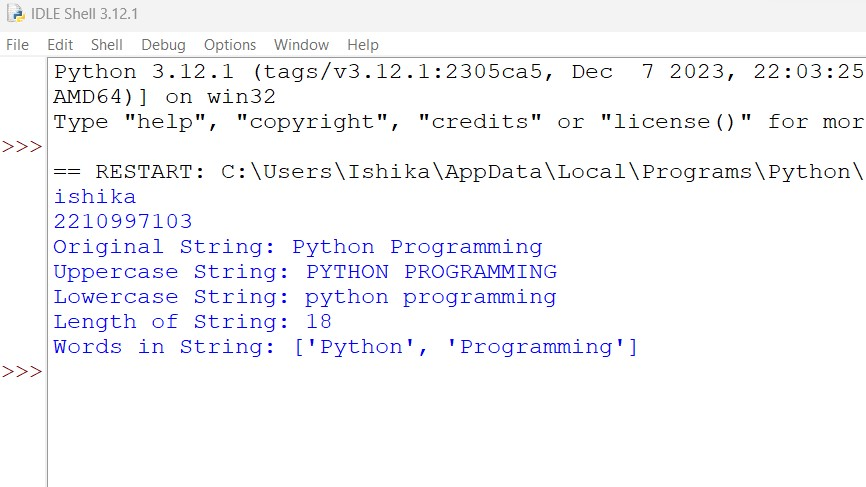 IDLE Shell 3.12.1
File Edit Shell Debug Options Window Help
Python 3.12.1 (tags/v3.12.1:2305ca5, Dec  7 2023, 22:03:25
AMD64)] on win32
Type "help", "copyright", "credits" or "license()" for mor
>>>
== RESTART: C:\Users\Ishika\AppData\Local\Programs\Python\
ishika
2210997103
Original String: Python Programming
Uppercase String: PYTHON PROGRAMMING
Lowercase String: python programming
Length of String: 18
Words in String: ['Python', 'Programming']
>>>